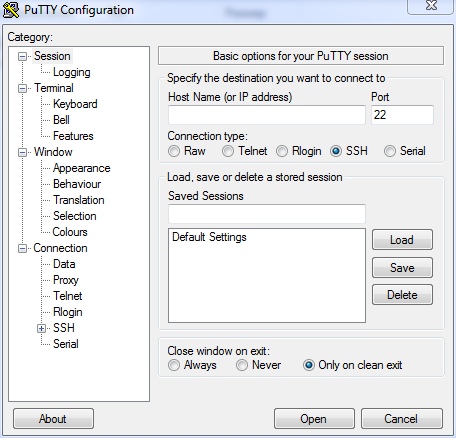 PuTTY Configuration
Category:
Session
Logging
Terminal
Keyboard
Bell
Features
Window
Appearance
Behaviour
Translation
Selection
Colours
Connection
Data
Proxy
Telnet
Rlogin
SSH
Serial
Basic options for your PuTTY session
Specify the destination you want to connect to
Host Name (or IP address) Port
22
Connection type:
Raw Telnet Rlogin SSH Serial
Load, save or delete a stored session
Saved Sessions
Default Settings
Load
Save
Delete
Close window on exit:
Always Never Only on clean exit
About Open Cancel